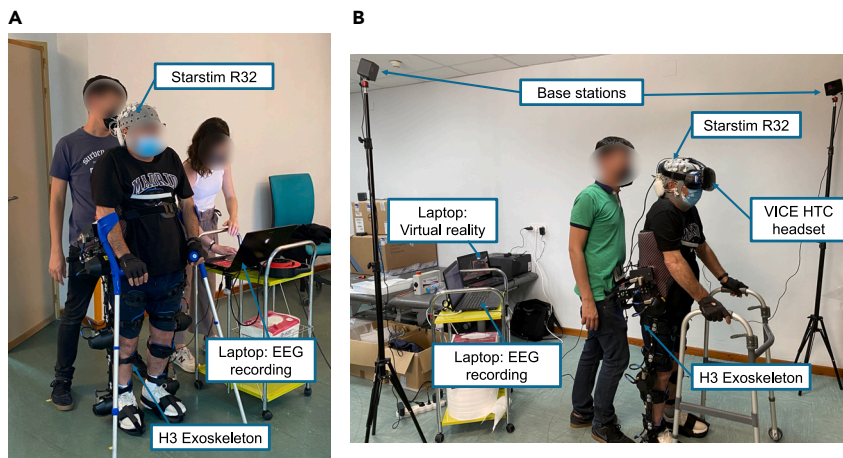 A
Starstim R32
MADRID
Laptop: EEG
recording
H3 Exoskeleton
B
Base stations
Starstim R32
Laptop:
Virtual reality
VICE HTC
headset
Laptop: EEG
recording
H3 Exoskeleton